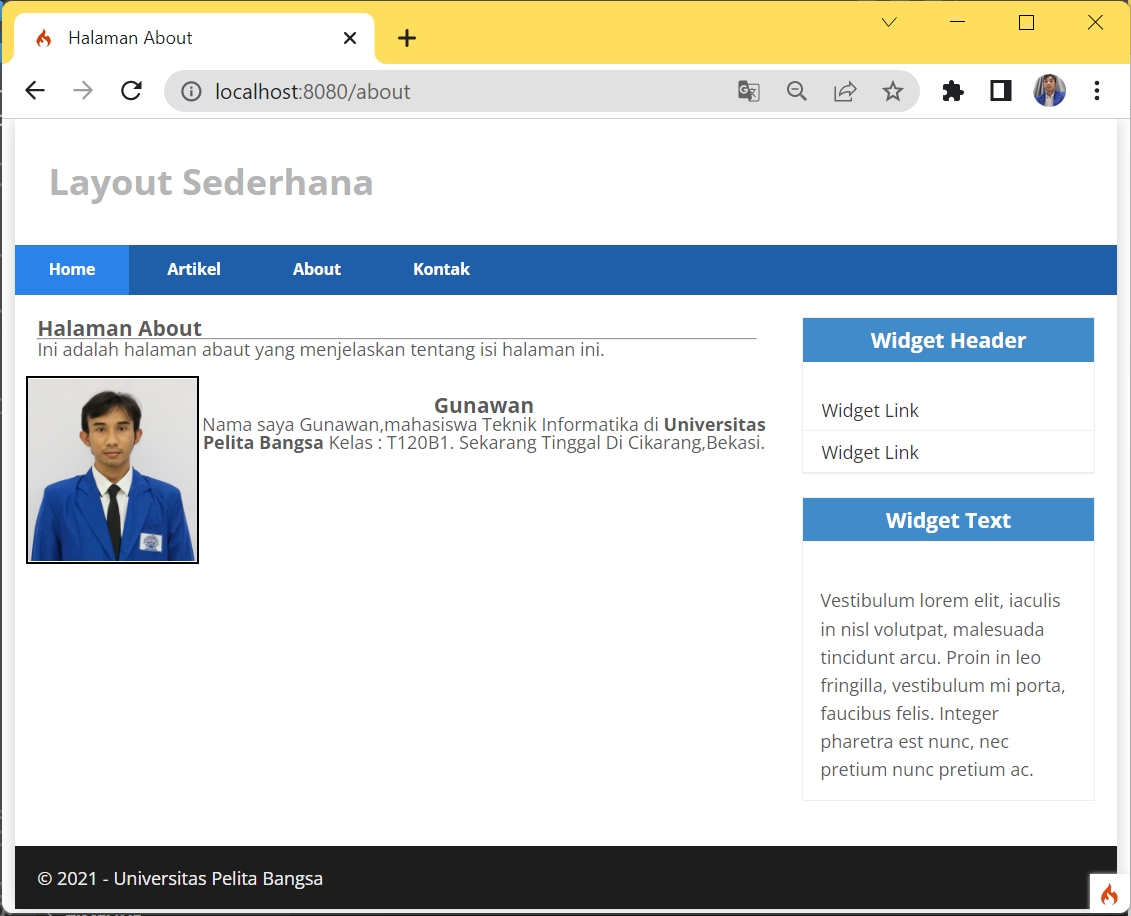 Halaman About
localhost:8080/about
Layout Sederhana
Home Artikel About Kontak
Halaman About
Ini adalah halaman abaut yang menjelaskan tentang isi halaman ini.
Gunawan
Nama saya Gunawan,mahasiswa Teknik Informatika di Universitas
Pelita Bangsa Kelas : T120B1. Sekarang Tinggal Di Cikarang,Bekasi.
Widget Header
Widget Link
Widget Link
Widget Text
Vestibulum lorem elit, iaculis
in nisl volutpat, malesuada
tincidunt arcu. Proin in leo
fringilla, vestibulum mi porta,
faucibus felis. Integer
pharetra est nunc, nec
pretium nunc pretium ac.
© 2021 - Universitas Pelita Bangsa